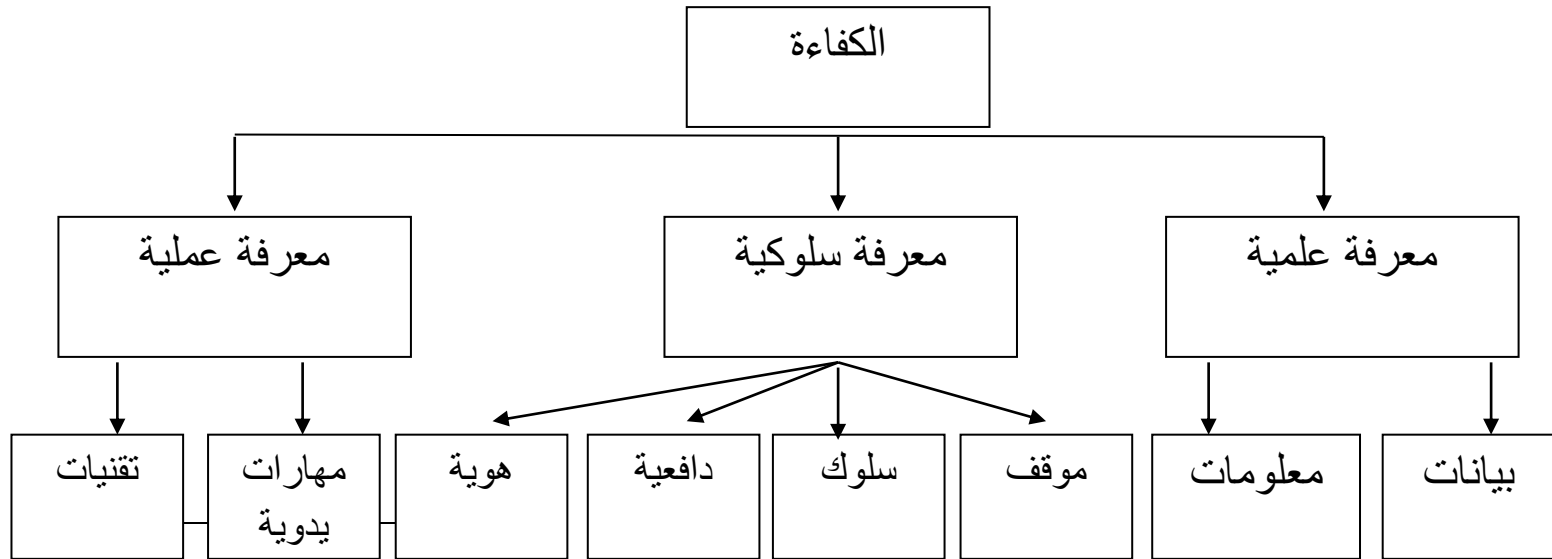 الكفاءة
معرفة علمية
معرفة سلوكية
معرفة عملية
بيانات
معلومات
موقف
سلوك
دافعية
هوية
مهارات
يدوية
تقنيات